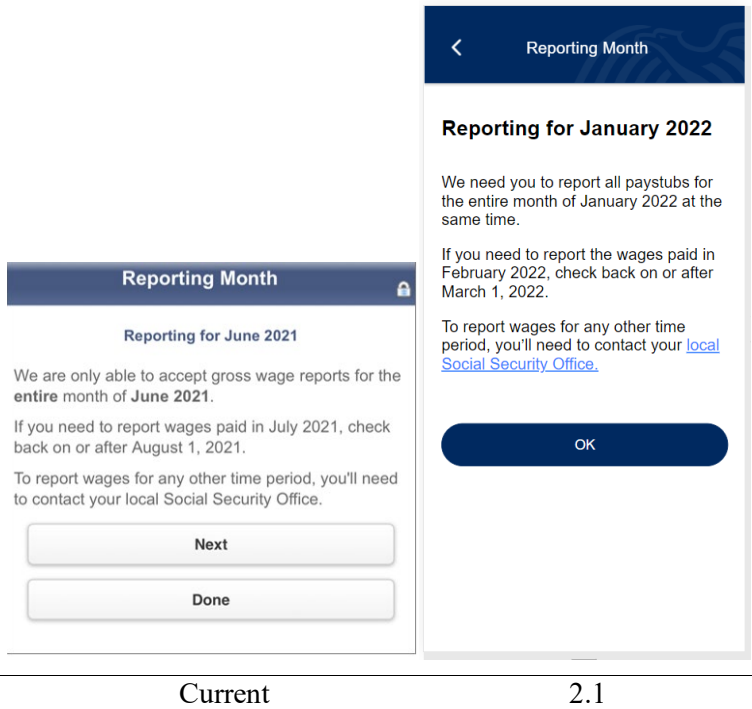 Reporting Month
Reporting for June 2021
We are only able to accept gross wage reports for the
entire month of June 2021.
If you need to report wages paid in July 2021, check
back on or after August 1, 2021.
To report wages for any other time period, you'll need
to contact your local Social Security Office.
Next
Done
Current
Reporting Month
Reporting for January 2022
We need you to report all paystubs for
the entire month of January 2022 at the
same time.
If you need to report the wages paid in
February 2022, check back on or after
March 1, 2022.
To report wages for any other time
period, you’ll need to contact your local
Social Security Office.
OK
2.1